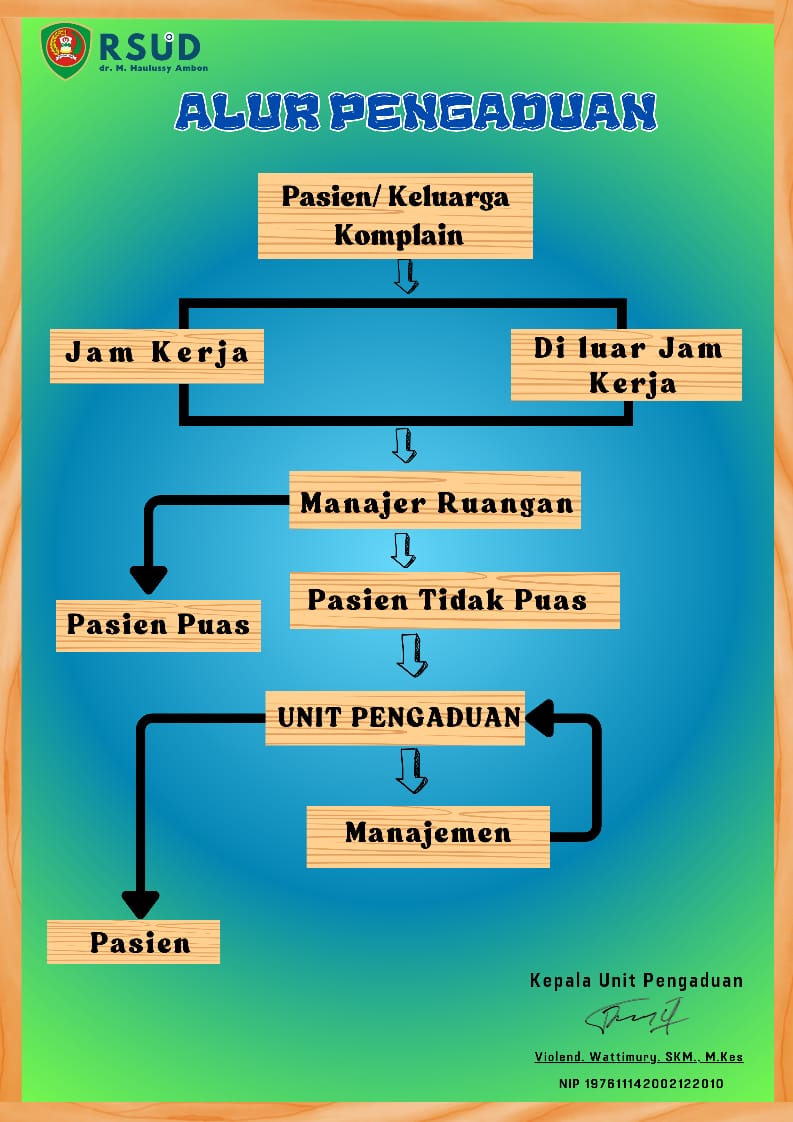 RSUD
dr. M. Haulussy Ambon
ALUR PENGADUAN
Pasien/ Keluarga
Komplain
Jam Kerja
Di luar Jam
Kerja
Manajer Ruangan
Pasien Tidak Puas
Pasien Puas
UNIT PENGADUAN
Manajemen
Pasien
Kepala Unit Pengaduan
Violend. Wattimury. SKM., M.Kes
NIP 197611142002122010